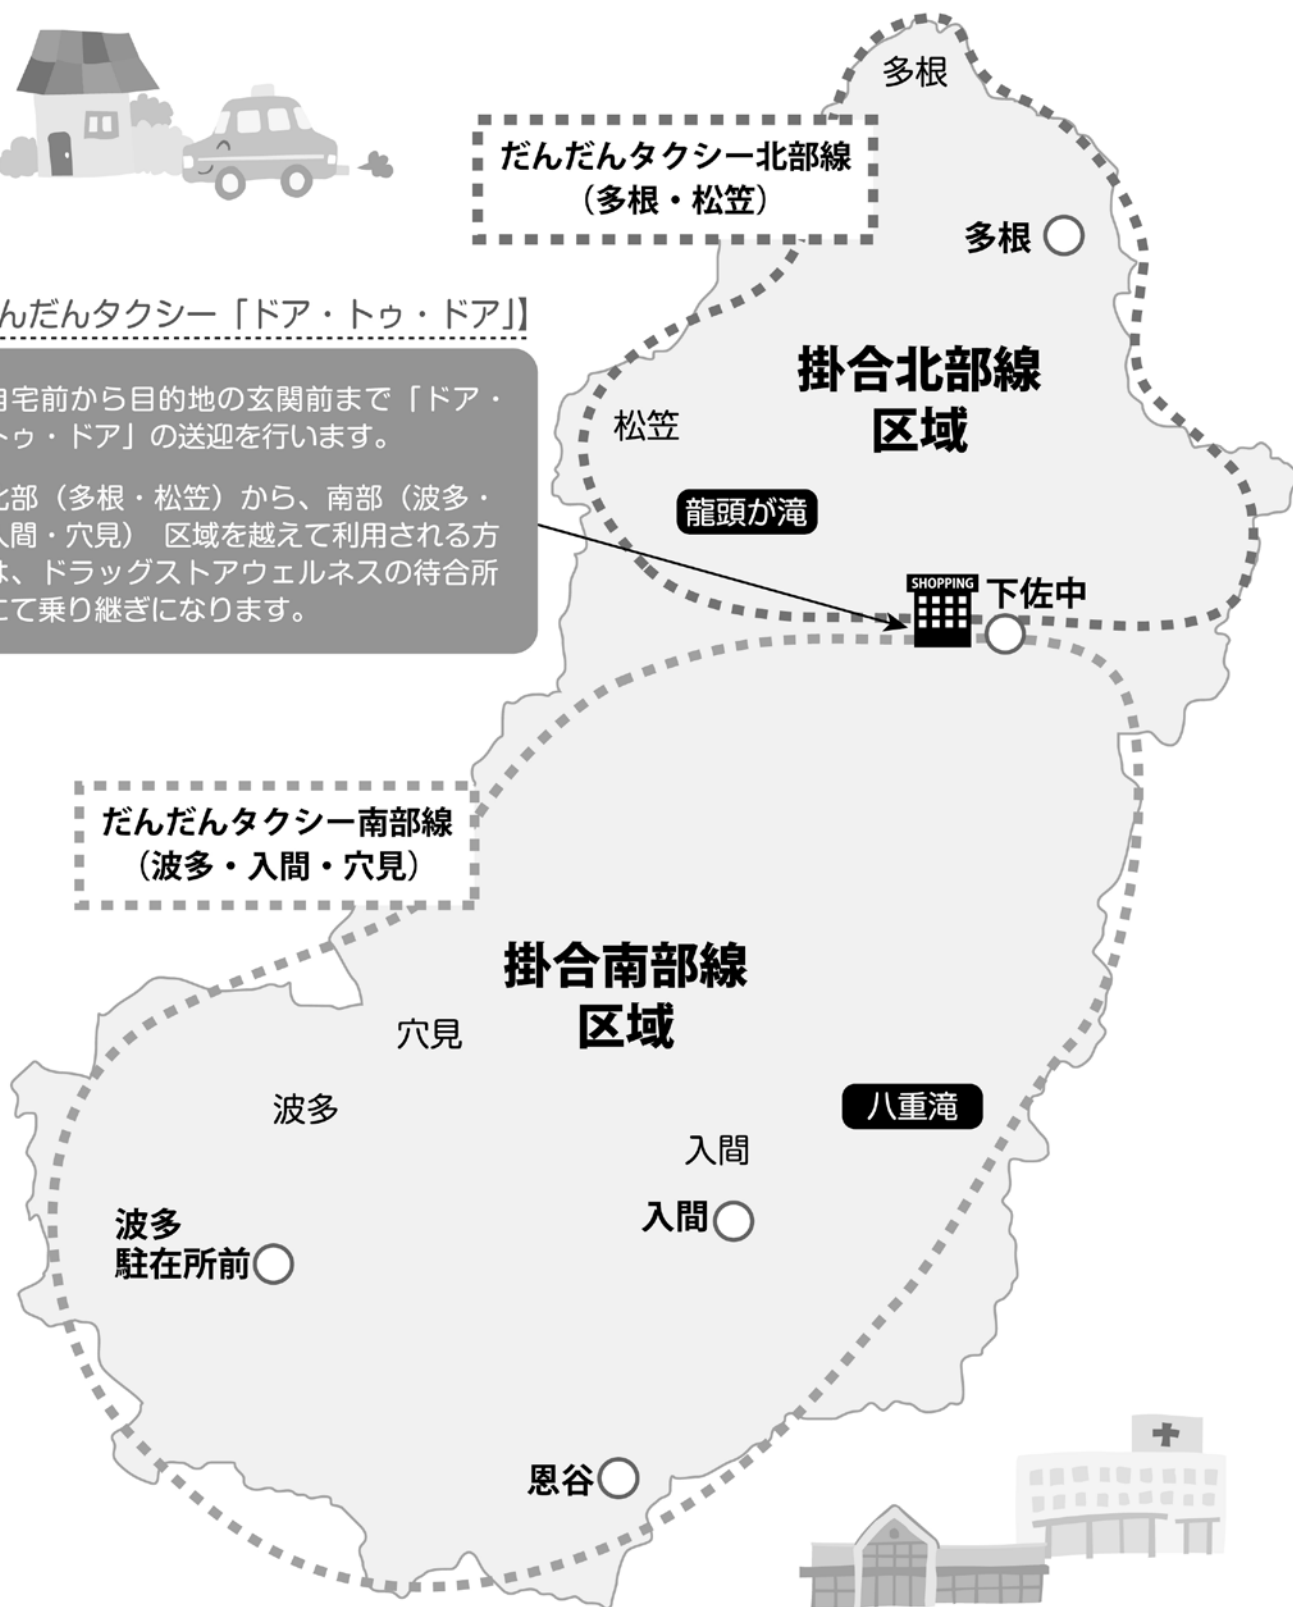 多根
だんだんタクシー北部線
（多根・松笠）
多根
んだんタクシー「ドア・トゥ・ドア」】
自宅前から目的地の玄関前まで「ドア・
トゥ・ドア」の送迎を行います。
北部（多根・松笠）から、南部（波多・
入間・穴見） 区域を越えて利用される方
は、ドラッグストアウェルネスの待合所
にて乗り継ぎになります。
掛合北部線
区域
松笠
龍頭が滝
SHOPPING
下佐中
だんだんタクシー南部線
（波多・入間・穴見）
掛合南部線
区域
穴見
波多
八重滝
入間
入間
波多
駐在所前
恩谷